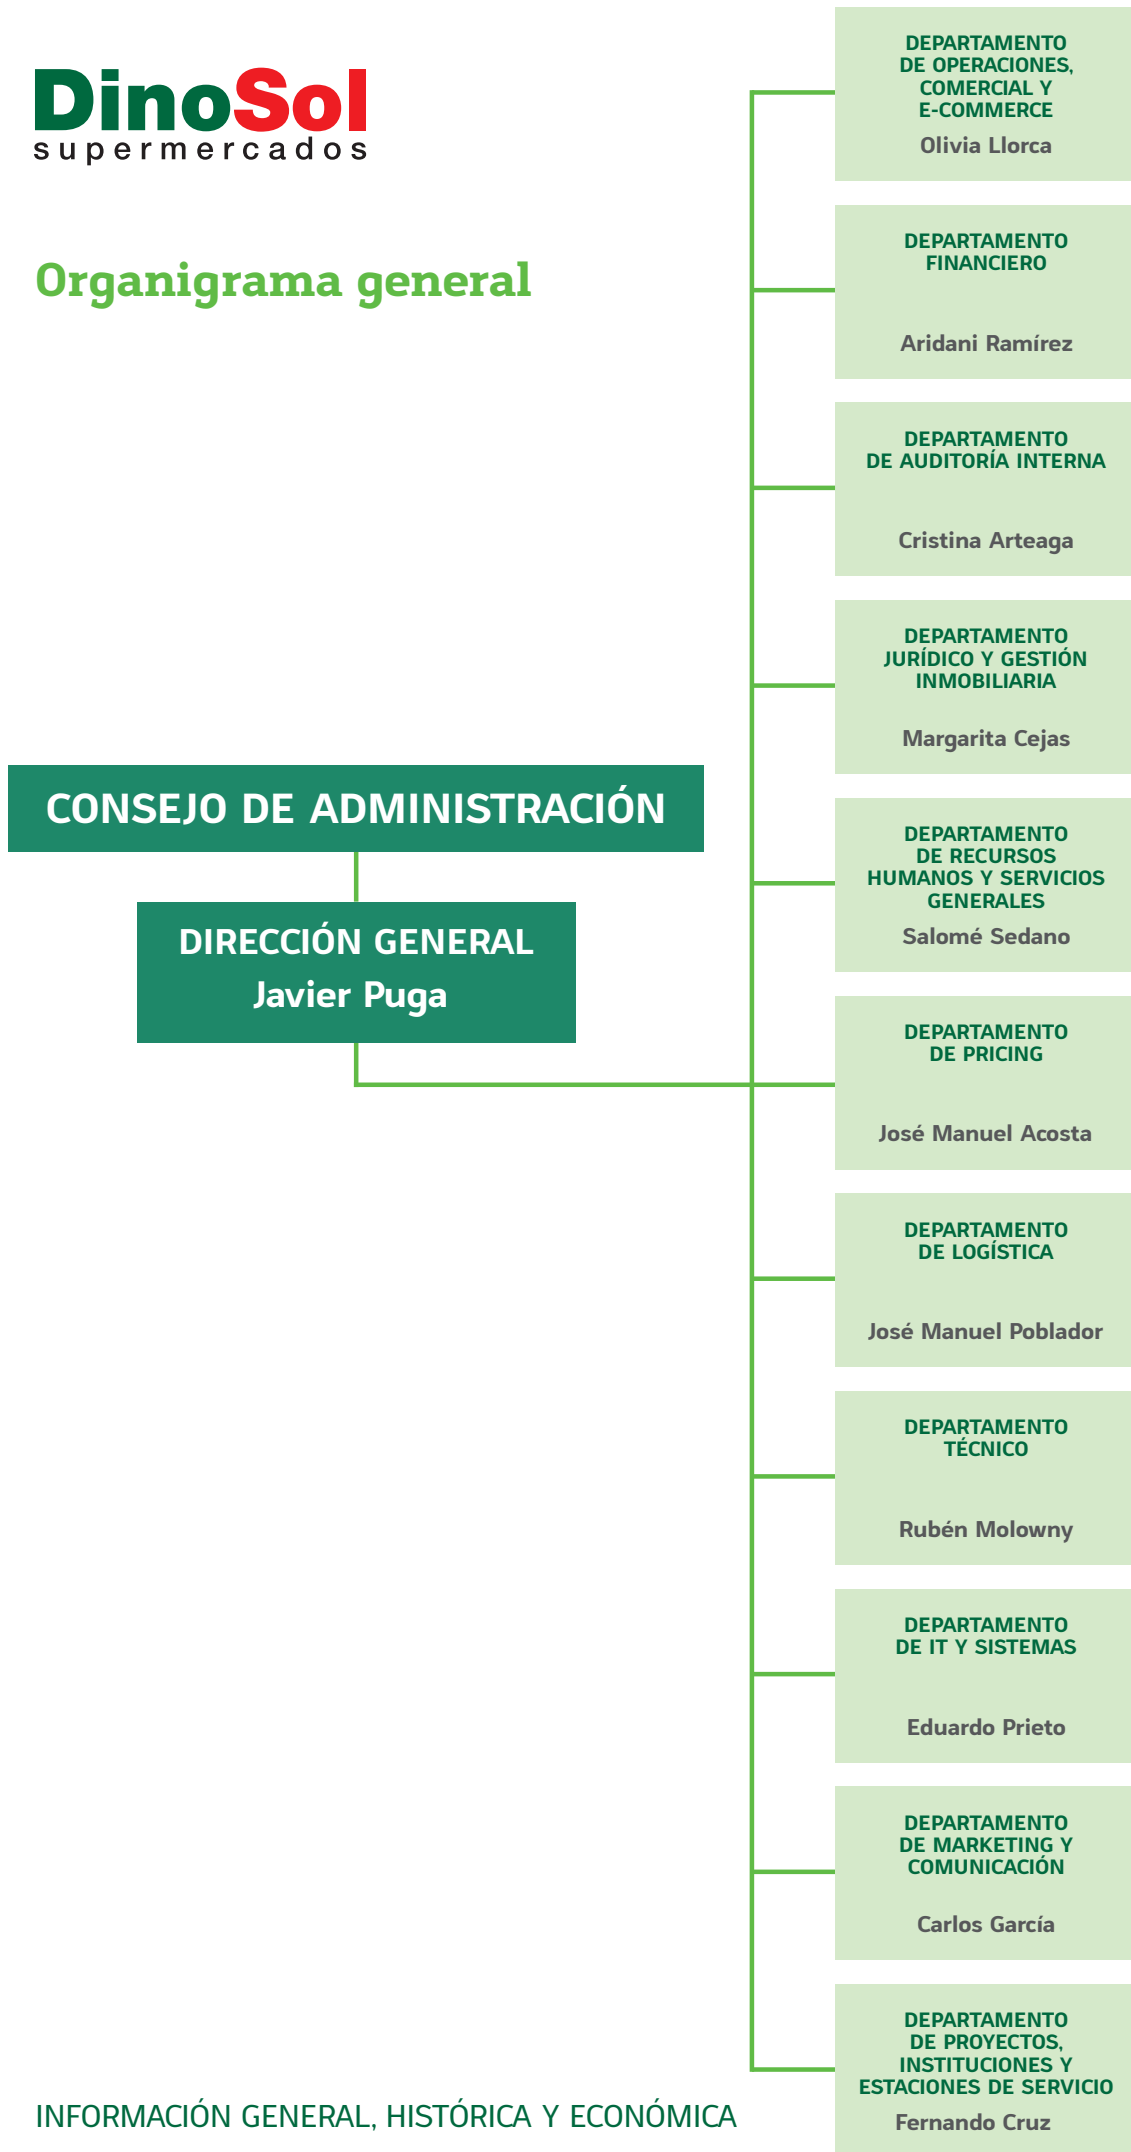 DinoSol
supermercados
Organigrama general
CONSEJO DE ADMINISTRACIÓN
DIRECCIÓN GENERAL
Javier Puga
DEPARTAMENTO
DE OPERACIONES,
COMERCIAL Y
E-COMMERCE
Olivia Llorca
DEPARTAMENTO
FINANCIERO
Aridani Ramírez
DEPARTAMENTO
DE AUDITORÍA INTERNA
Cristina Arteaga
DEPARTAMENTO
JURÍDICO Y GESTIÓN
INMOBILIARIA
Margarita Cejas
DEPARTAMENTO
DE RECURSOS
HUMANOS Y SERVICIOS
GENERALES
Salomé Sedano
DEPARTAMENTO
DE PRICING
José Manuel Acosta
DEPARTAMENTO
DE LOGÍSTICA
José Manuel Poblador
DEPARTAMENTO
TÉCNICO
Rubén Molowny
DEPARTAMENTO
DE IT Y SISTEMAS
Eduardo Prieto
DEPARTAMENTO
DE MARKETING Y
COMUNICACIÓN
Carlos García
DEPARTAMENTO
DE PROYECTOS,
INSTITUCIONES Y
ESTACIONES DE SERVICIO
Fernando Cruz
INFORMACIÓN GENERAL, HISTÓRICA Y ECONÓMICA